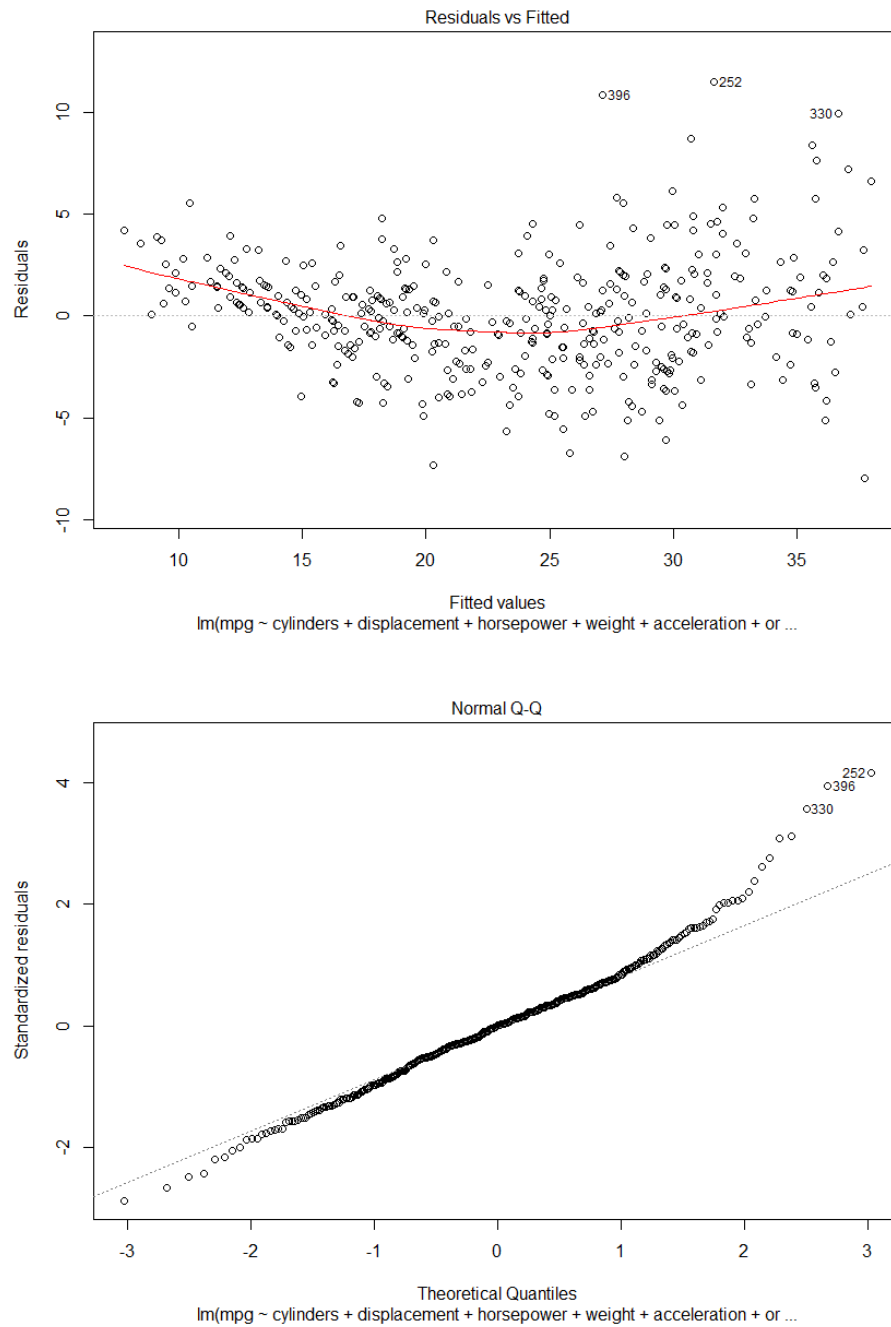 Residuals vs Fitted
Residuals
10
5
0
-5
-10
396
252
330
10 15 20 25 30 35
Fitted values
lm(mpg ~ cylinders + displacement + horsepower + weight + acceleration + or ...
Normal Q-Q
Standardized residuals
4
2
0
-2
252
396
330
-3 -2 -1 0 1 2 3
Theoretical Quantiles
lm(mpg ~ cylinders + displacement + horsepower + weight + acceleration + or ...